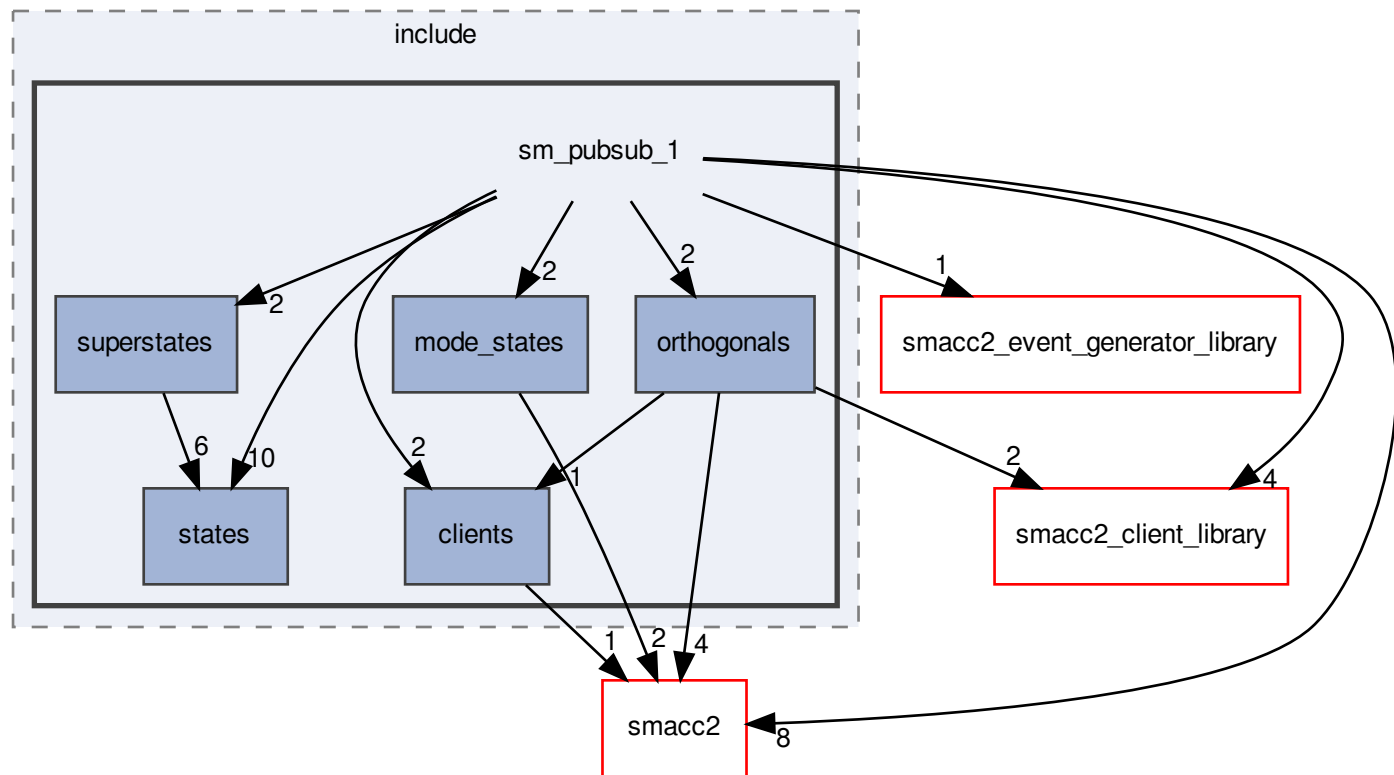 include
sm_pubsub_1
2
2
2
1
superstates
mode_states
orthogonals
smacc2_event_generator_library
6
10
2
1
2
4
states
clients
smacc2_client_library
1
2
4
smacc2
8